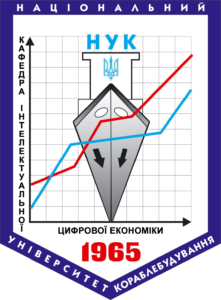 НАЦІОНАЛЬНИЙ
НУК
КАФЕДРА ІНТЕЛЕКТУАЛЬНОЇ
ЦИФРОВОЇ ЕКОНОМІКИ
1965
УНІВЕРСИТЕТ КОРАБЛЕБУДУВАННЯ